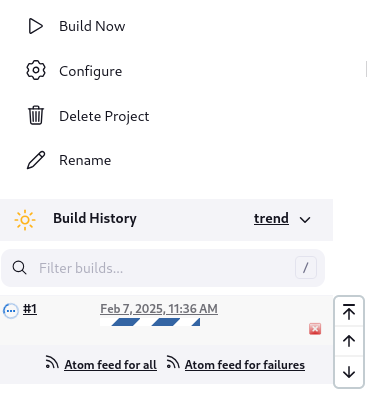 Build Now
Configure
Delete Project
Rename
Build History trend
Filter builds... /
#1 Feb 7, 2025, 11:36 AM
Atom feed for all Atom feed for failures